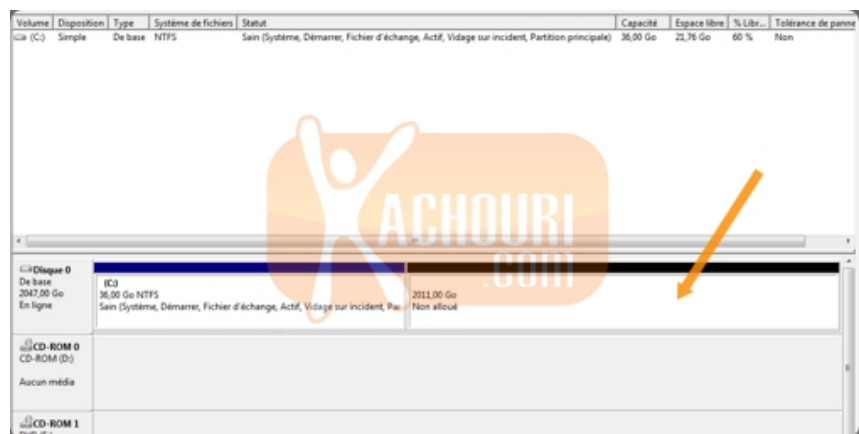 Volume Disposition Type Système de fichiers Statut Capacité Espace libre % Libr... Tolérance de panne
(C:) Simple De base NTFS Sain (Système, Démarrer, Fichier d'échange, Actif, Vidage sur incident, Partition principale) 36,00 Go 21,76 Go 60 % Non
ACHOURI
.COM
Disque 0
De base
2047,00 Go
En ligne
(C:)
36,00 Go NTFS
Sain (Système, Démarrer, Fichier d'échange, Actif, Vidage sur incident, Par
2011,00 Go
Non alloué
CD-ROM 0
CD-ROM (D:)
Aucun média
CD-ROM 1